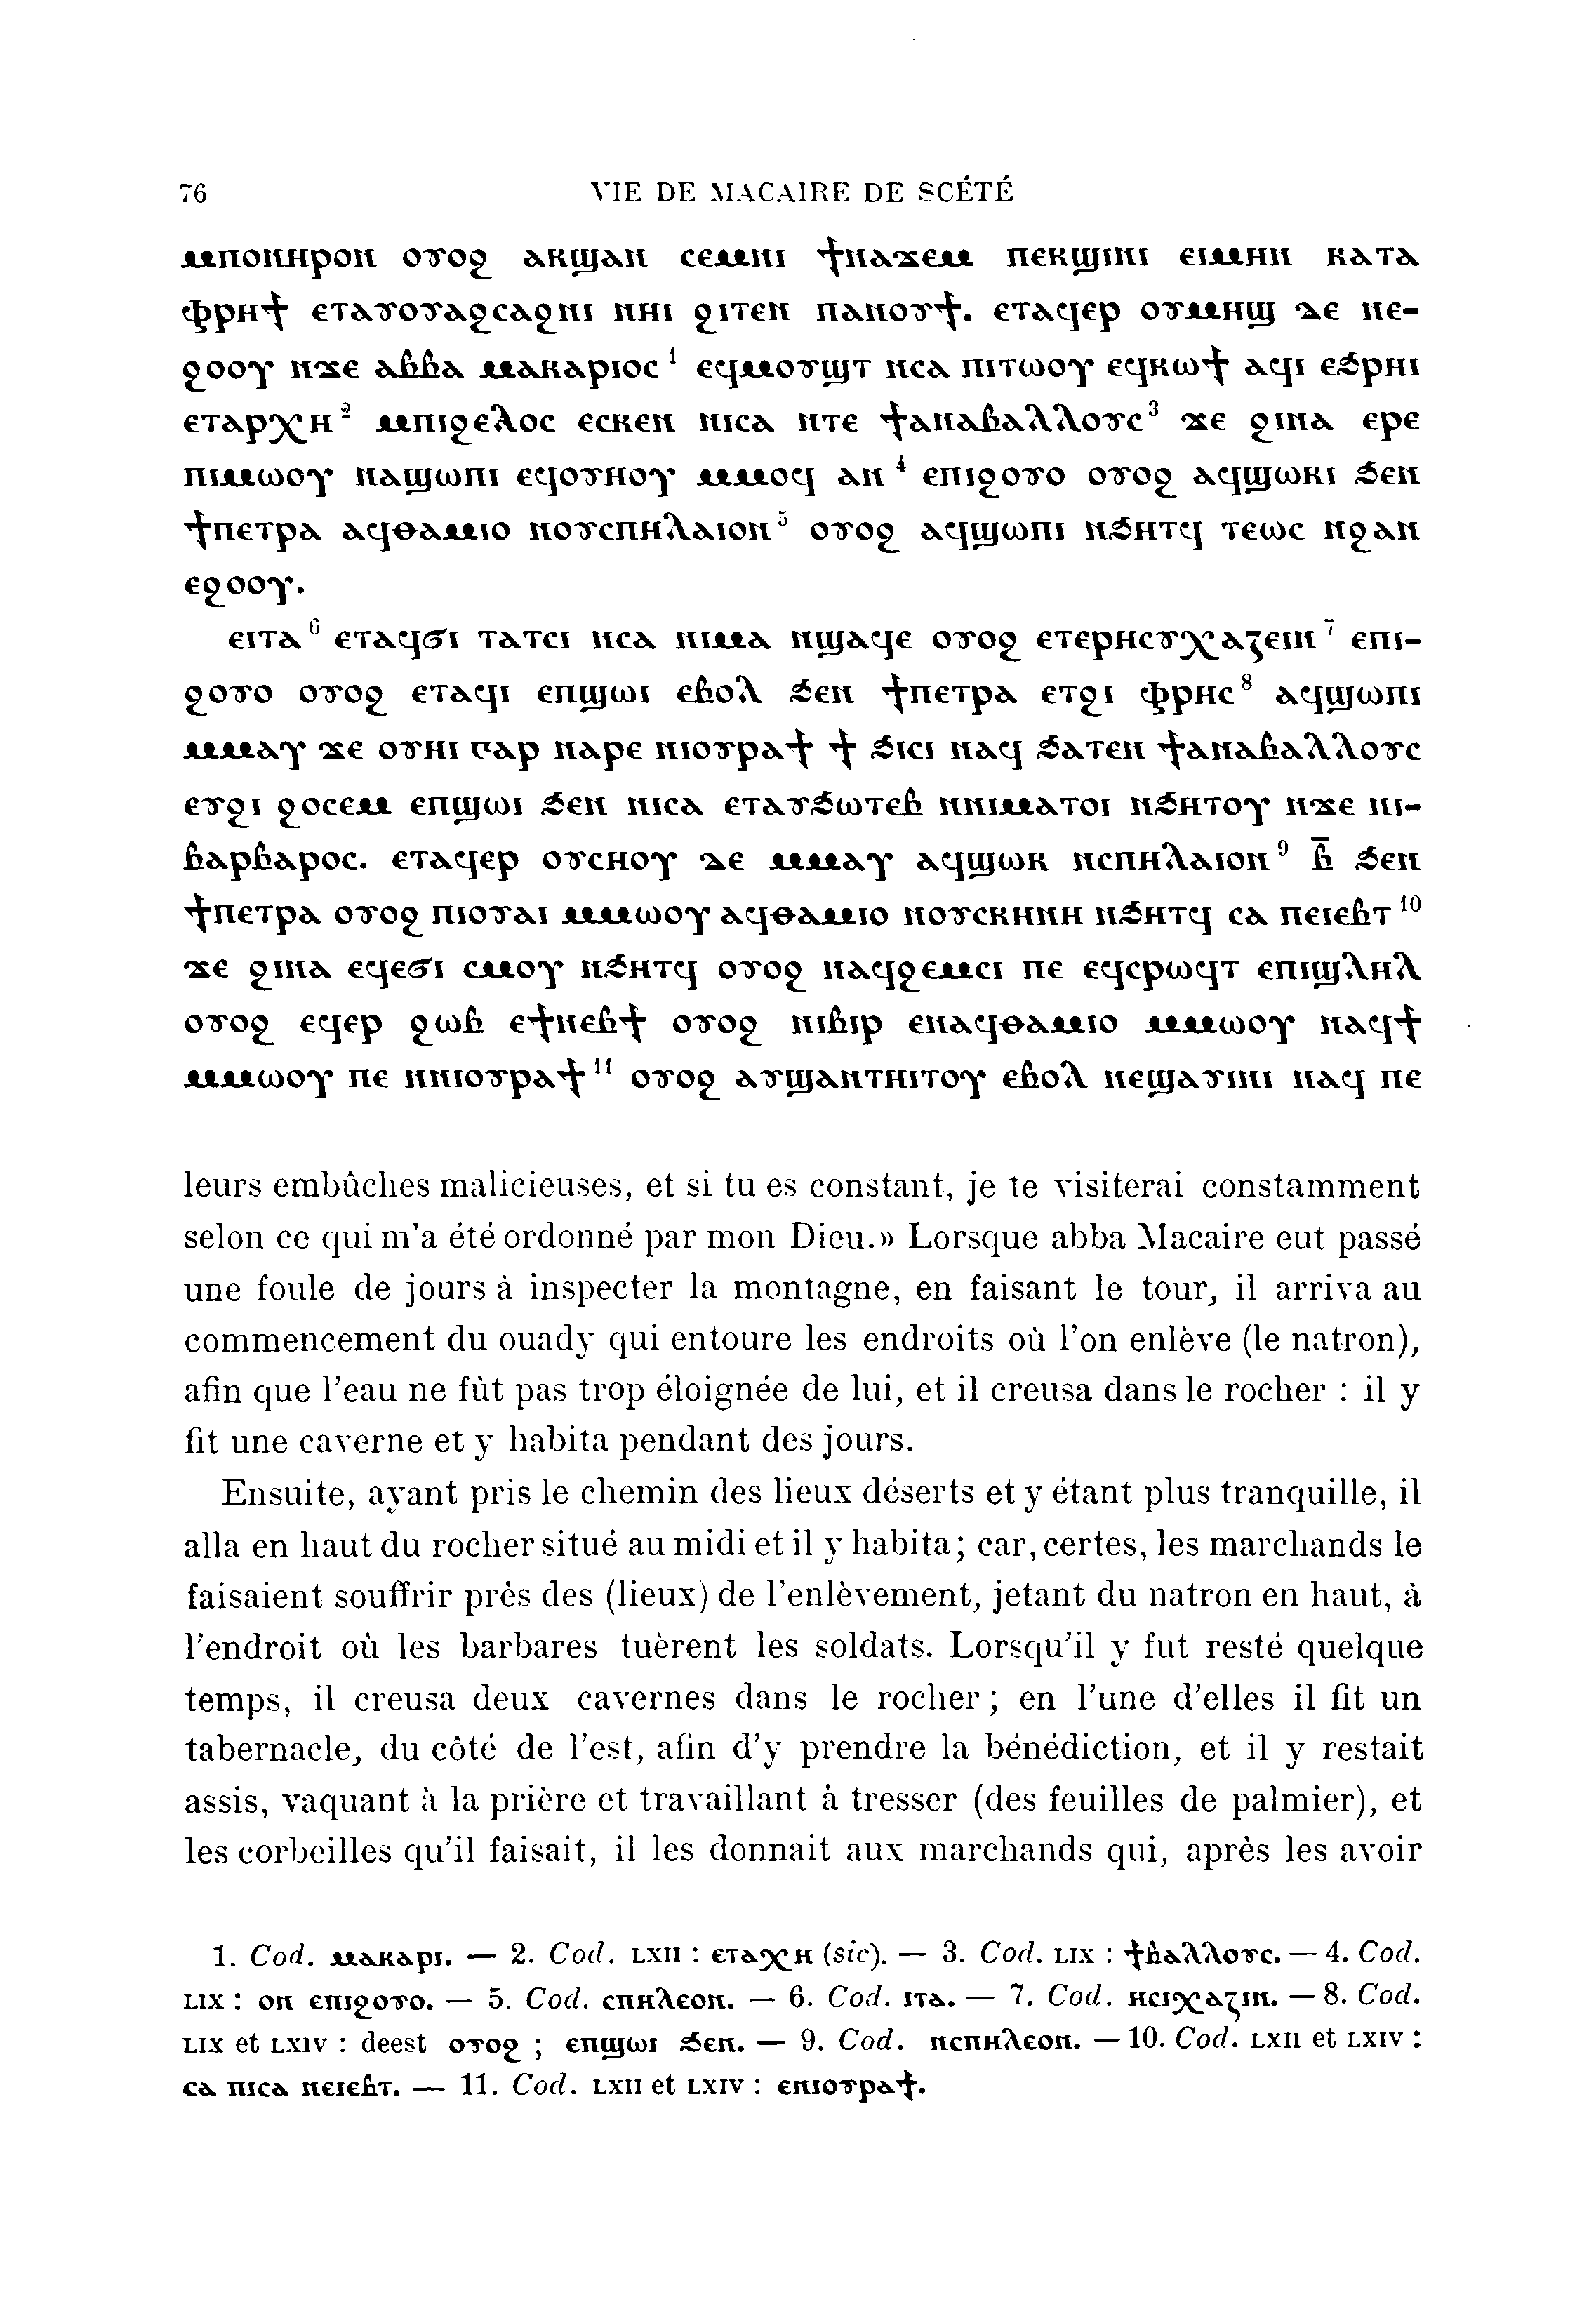 76 VIE DE MACAIRE DE SCÉTÉ
ⲙⲡⲟⲛⲏⲣⲟⲛ ⲟⲩⲟϩ ⲁⲕϣⲁⲛ ⲥⲉⲙⲛⲓ ϯⲛⲁϫⲉⲙ ⲡⲉⲕϣⲓⲛⲓ ⲉⲓⲙⲏⲛ ⲕⲁⲧⲁ
ⲫⲣⲏϯ ⲉⲧⲁⲩⲟⲩⲁϩⲥⲁϩⲛⲓ ⲛⲏⲓ ϩⲓⲧⲉⲛ ⲡⲁⲛⲟⲩϯ. ⲉⲧⲁϥⲉⲣ ⲟⲩⲙⲏϣ ⲇⲉ ⲛⲉ-
ϩⲟⲟⲩ ⲛϫⲉ ⲁⲃⲃⲁ ⲙⲁⲕⲁⲣⲓⲟⲥ ¹ ⲉϥⲙⲟⲩϣⲧ ⲛⲥⲁ ⲡⲓⲧⲱⲟⲩ ⲉϥⲕⲱϯ ⲁϥⲓ ⲉϧⲣⲏⲓ
ⲉⲧⲁⲣⲭⲏ ² ⲙⲡⲓϩⲉⲗⲟⲥ ⲉⲥⲕⲉⲛ ⲛⲓⲥⲁ ⲛⲧⲉ ϯⲁⲛⲁⲃⲁⲗⲗⲟⲩⲥ ³ ϫⲉ ϩⲓⲛⲁ ⲉⲣⲉ
ⲡⲓⲙⲱⲟⲩ ⲛⲁϣⲱⲡⲓ ⲉϥⲟⲩⲏⲟⲩ ⲙⲙⲟϥ ⲁⲛ ⁴ ⲉⲡⲓϩⲟⲩⲟ ⲟⲩⲟϩ ⲁϥϣⲱⲕⲓ ϧⲉⲛ
ϯⲡⲉⲧⲣⲁ ⲁϥⲑⲁⲙⲓⲟ ⲛⲟⲩⲥⲡⲏⲗⲁⲓⲟⲛ ⁵ ⲟⲩⲟϩ ⲁϥϣⲱⲡⲓ ⲛϧⲏⲧϥ ⲧⲉⲱⲥ ⲛϩⲁⲛ
ⲉϩⲟⲟⲩ.
ⲉⲓⲧⲁ ⁶ ⲉⲧⲁϥϭⲓ ⲧⲁⲧⲥⲓ ⲛⲥⲁ ⲛⲓⲙⲁ ⲛϣⲁϥⲉ ⲟⲩⲟϩ ⲉⲧⲉⲣⲏⲥⲩⲭⲁⲍⲉⲓⲛ ⁷ ⲉⲡⲓ-
ϩⲟⲩⲟ ⲟⲩⲟϩ ⲉⲧⲁϥⲓ ⲉⲡϣⲱⲓ ⲉⲃⲟⲗ ϧⲉⲛ ϯⲡⲉⲧⲣⲁ ⲉⲧϩⲓ ⲫⲣⲏⲥ ⁸ ⲁϥϣⲱⲡⲓ
ⲙⲙⲁⲩ ϫⲉ ⲟⲩⲏⲓ ⲅⲁⲣ ⲛⲁⲣⲉ ⲛⲓⲟⲩⲣⲁϯ ϯ ϧⲓⲥⲓ ⲛⲁϥ ϧⲁⲧⲉⲛ ϯⲁⲛⲁⲃⲁⲗⲗⲟⲩⲥ
ⲉⲩϩⲓ ϩⲟⲥⲉⲙ ⲉⲡϣⲱⲓ ϧⲉⲛ ⲛⲓⲥⲁ ⲉⲧⲁⲩϧⲱⲧⲉⲃ ⲛⲛⲓⲙⲁⲧⲟⲓ ⲛϧⲏⲧⲟⲩ ⲛϫⲉ ⲛⲓ-
ⲃⲁⲣⲃⲁⲣⲟⲥ. ⲉⲧⲁϥⲉⲣ ⲟⲩⲥⲏⲟⲩ ⲇⲉ ⲙⲙⲁⲩ ⲁϥϣⲱⲕ ⲛⲥⲡⲏⲗⲁⲓⲟⲛ ⁹ ⲃ̅ ϧⲉⲛ
ϯⲡⲉⲧⲣⲁ ⲟⲩⲟϩ ⲡⲓⲟⲩⲁⲓ ⲙⲙⲱⲟⲩ ⲁϥⲑⲁⲙⲓⲟ ⲛⲟⲩⲥⲕⲏⲛⲏ ⲛϧⲏⲧϥ ⲥⲁ ⲡⲉⲓⲉⲃⲧ ¹⁰
ϫⲉ ϩⲓⲛⲁ ⲉϥⲉϭⲓ ⲥⲙⲟⲩ ⲛϧⲏⲧϥ ⲟⲩⲟϩ ⲛⲁϥϩⲉⲙⲥⲓ ⲡⲉ ⲉϥⲥⲣⲱϥⲧ ⲉⲡⲓϣⲗⲏⲗ
ⲟⲩⲟϩ ⲉϥⲉⲣ ϩⲱⲃ ⲉϯⲛⲉⲃϯ ⲟⲩⲟϩ ⲛⲓⲃⲓⲣ ⲉⲛⲁϥⲑⲁⲙⲓⲟ ⲙⲙⲱⲟⲩ ⲛⲁϥϯ
ⲙⲙⲱⲟⲩ ⲡⲉ ⲛⲛⲓⲟⲩⲣⲁϯ ¹¹ ⲟⲩⲟϩ ⲁⲩϣⲁⲛⲧⲏⲓⲧⲟⲩ ⲉⲃⲟⲗ ⲛⲉϣⲁⲩⲓⲛⲓ ⲛⲁϥ ⲡⲉ
leurs embûches malicieuses, et si tu es constant, je te visiterai constamment
selon ce qui m'a été ordonné par mon Dieu.» Lorsque abba Macaire eut passé
une foule de jours à inspecter la montagne, en faisant le tour, il arriva au
commencement du ouady qui entoure les endroits où l'on enlève (le natron),
afin que l'eau ne fût pas trop éloignée de lui, et il creusa dans le rocher : il y
fit une caverne et y habita pendant des jours.
Ensuite, ayant pris le chemin des lieux déserts et y étant plus tranquille, il
alla en haut du rocher situé au midi et il y habita; car, certes, les marchands le
faisaient souffrir près des (lieux) de l'enlèvement, jetant du natron en haut, à
l'endroit où les barbares tuèrent les soldats. Lorsqu'il y fut resté quelque
temps, il creusa deux cavernes dans le rocher ; en l'une d'elles il fit un
tabernacle, du côté de l'est, afin d'y prendre la bénédiction, et il y restait
assis, vaquant à la prière et travaillant à tresser (des feuilles de palmier), et
les corbeilles qu'il faisait, il les donnait aux marchands qui, après les avoir
1. Cod. ⲙⲁⲕⲁⲣⲓ. — 2. Cod. LXII : ⲉⲧⲁⲭⲏ (sic). — 3. Cod. LIX : ϯⲃⲁⲗⲗⲟⲩⲥ. — 4. Cod.
LIX : ⲟⲛ ⲉⲡⲓϩⲟⲩⲟ. — 5. Cod. ⲥⲡⲏⲗⲉⲟⲛ. — 6. Cod. ⲓⲧⲁ. — 7. Cod. ⲏⲥⲓⲭⲁⲍⲓⲛ. — 8. Cod.
LIX et LXIV : deest ⲟⲩⲟϩ ; ⲉⲡϣⲱⲓ ϧⲉⲛ. — 9. Cod. ⲛⲥⲡⲏⲗⲉⲟⲛ. — 10. Cod. LXII et LXIV :
ⲥⲁ ⲡⲓⲥⲁ ⲛⲉⲓⲉⲃⲧ. — 11. Cod. LXII et LXIV : ⲉⲛⲓⲟⲩⲣⲁϯ.